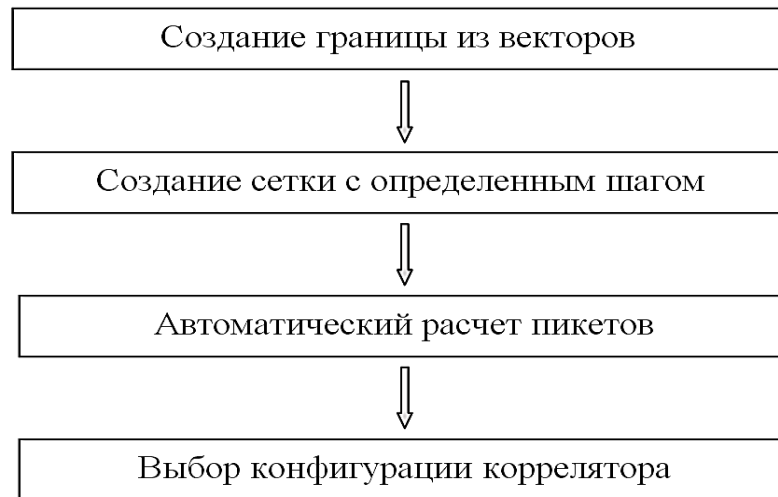 Создание границы из векторов
Создание сетки с определенным шагом
Автоматический расчет пикетов
Выбор конфигурации коррелятора